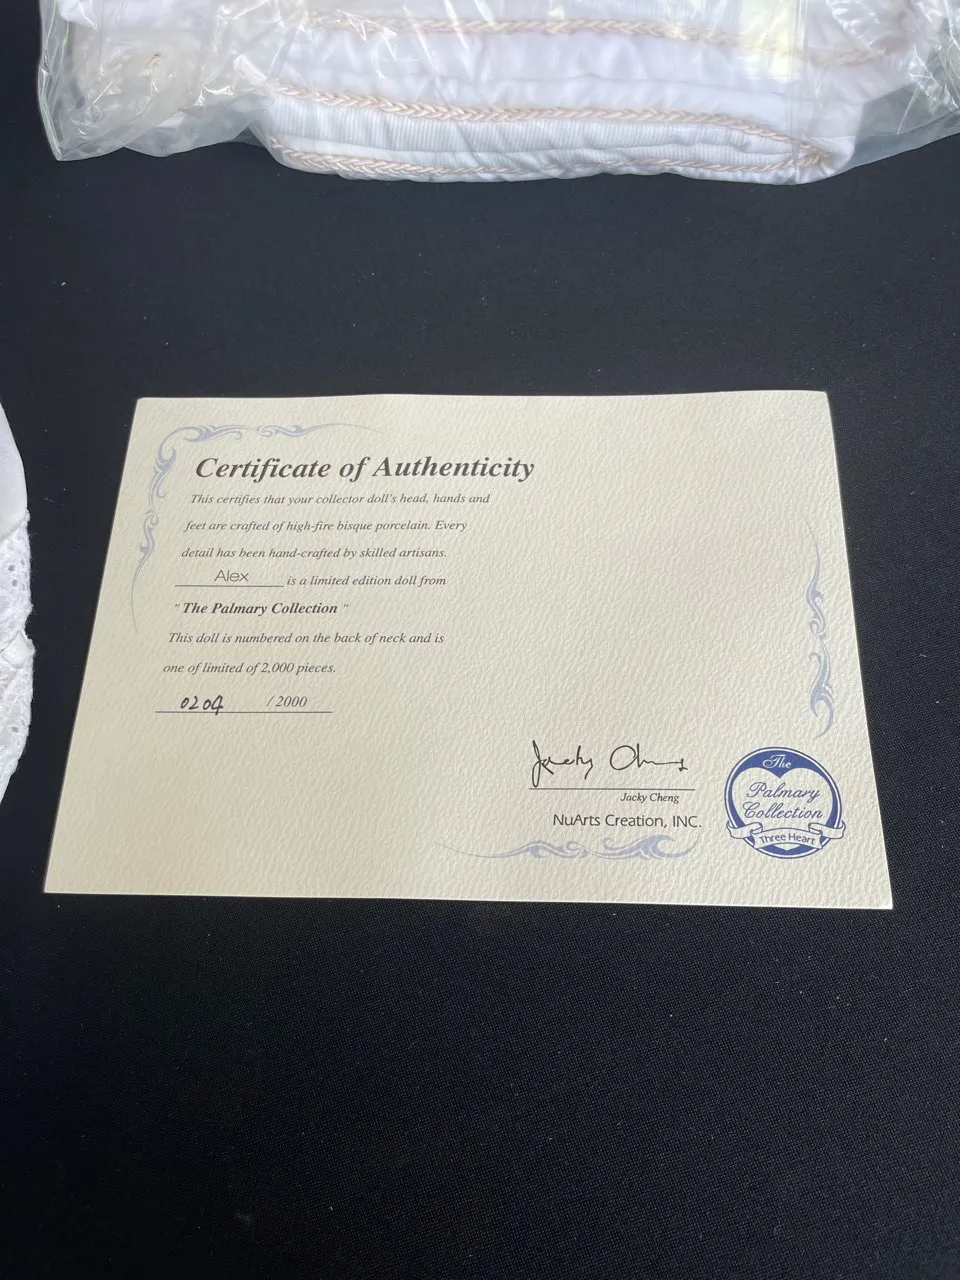 Certificate of Authenticity
This certifies that your collector doll's head, hands and
feet are crafted of high-fire bisque porcelain. Every
detail has been hand-crafted by skilled artisans.
Alex is a limited edition doll from
"The Palmary Collection"
This doll is numbered on the back of neck and is
one of limited of 2,000 pieces.
0204 /2000
Jacky Cheng
Jacky Cheng
NuArts Creation, INC.
The
Palmary
Collection
Three Heart